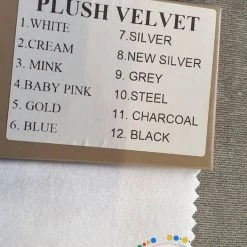 PLUSH VELVET
1.WHITE
2.CREAM
3. MINK
4.BABY PINK
5. GOLD
6. BLUE
7.SILVER
8.NEW SILVER
9. GREY
10. STEEL
11. CHARCOAL
12. BLACK